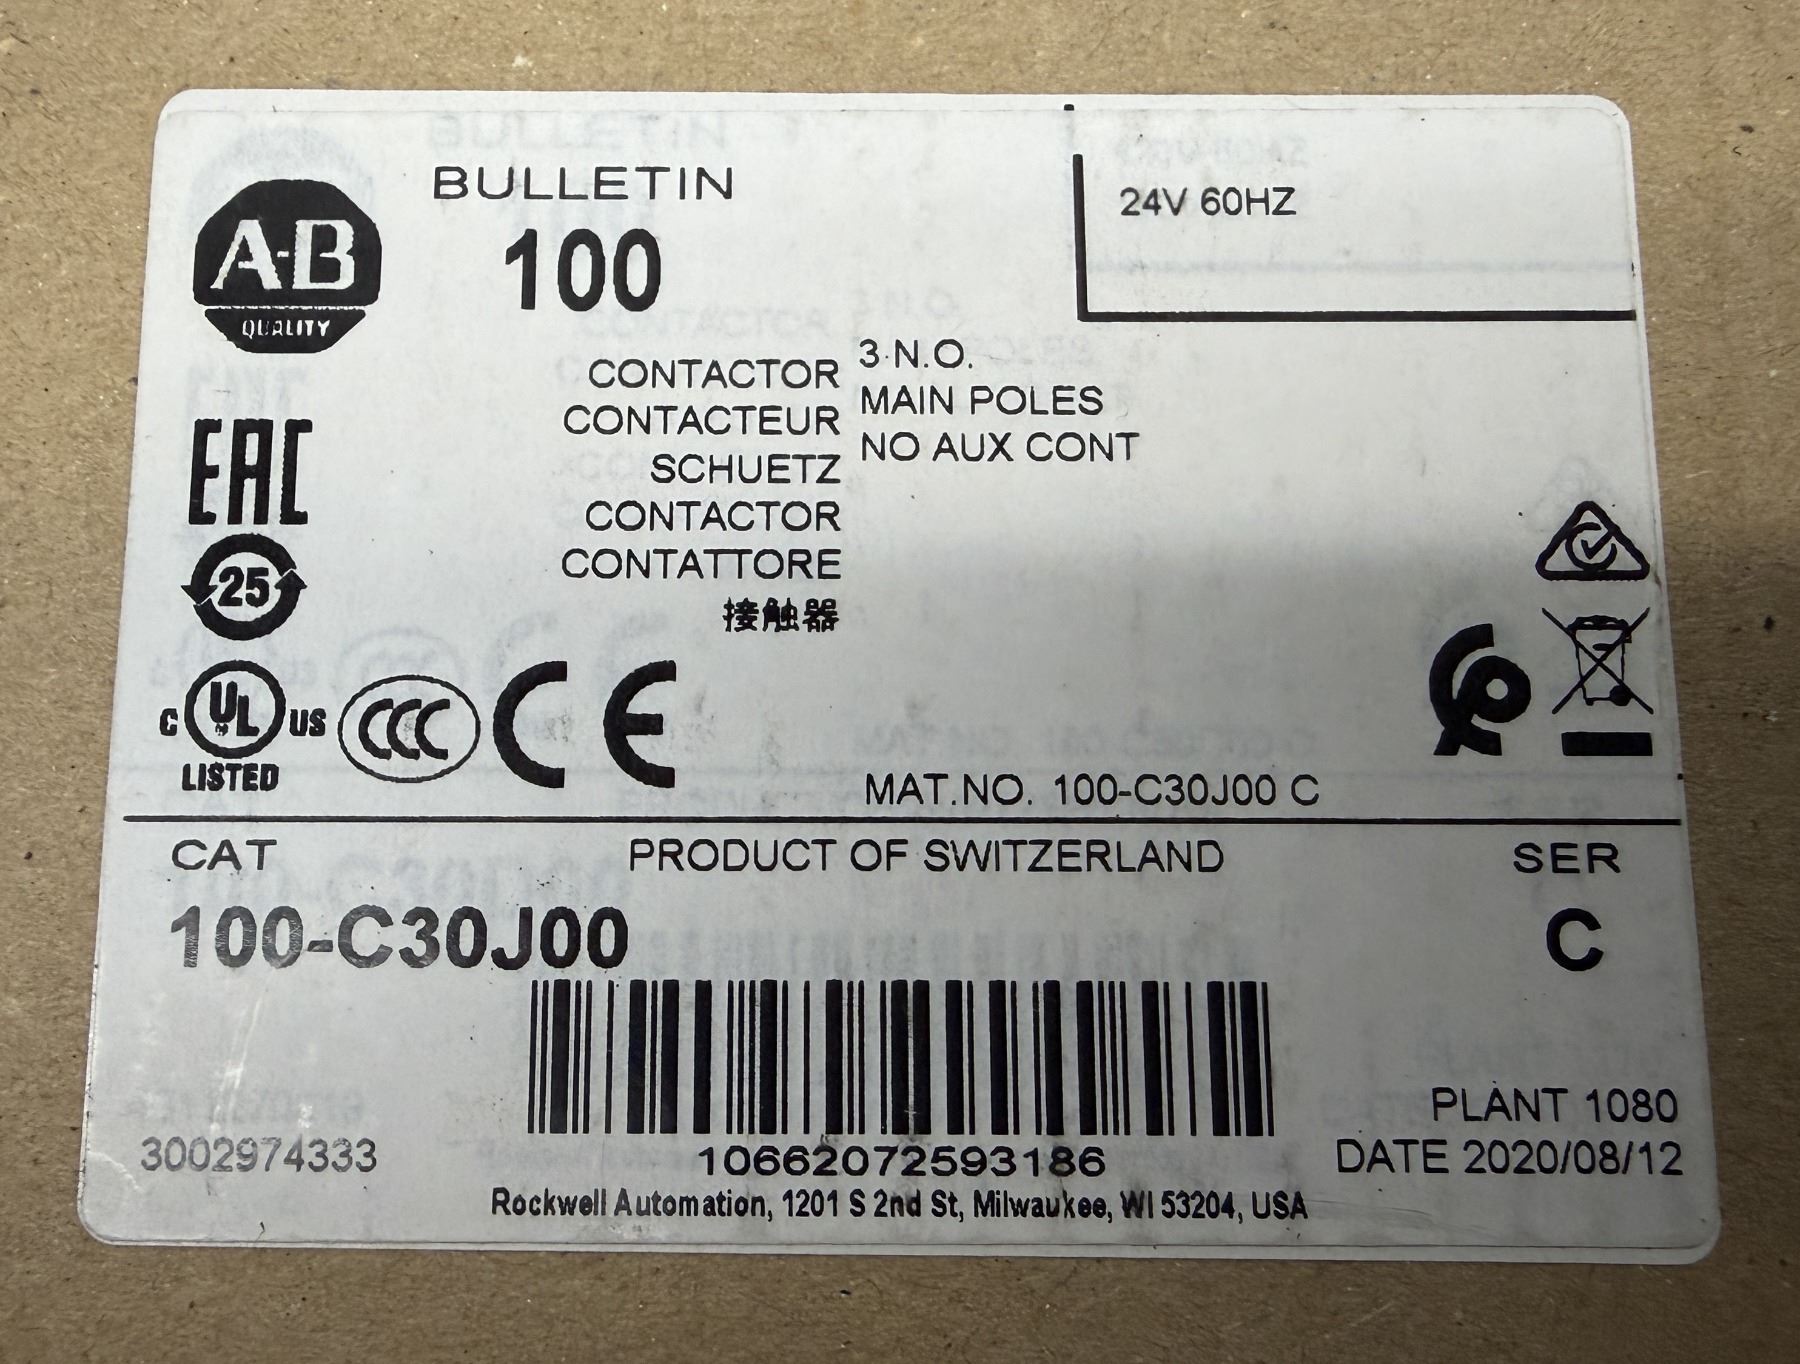 BULLETIN
100
24V 60HZ
A-B
QUALITY
CONTACTOR
CONTACTEUR
SCHUETZ
CONTACTOR
CONTATTORE
接触器
3 N.O.
MAIN POLES
NO AUX CONT
EAC
25
C UL US
LISTED
CCC
CE
MAT.NO. 100-C30J00 C
CAT
PRODUCT OF SWITZERLAND
SER
100-C30J00
C
PLANT 1080
3002974333
10662072593186
DATE 2020/08/12
Rockwell Automation, 1201 S 2nd St, Milwaukee, WI 53204, USA